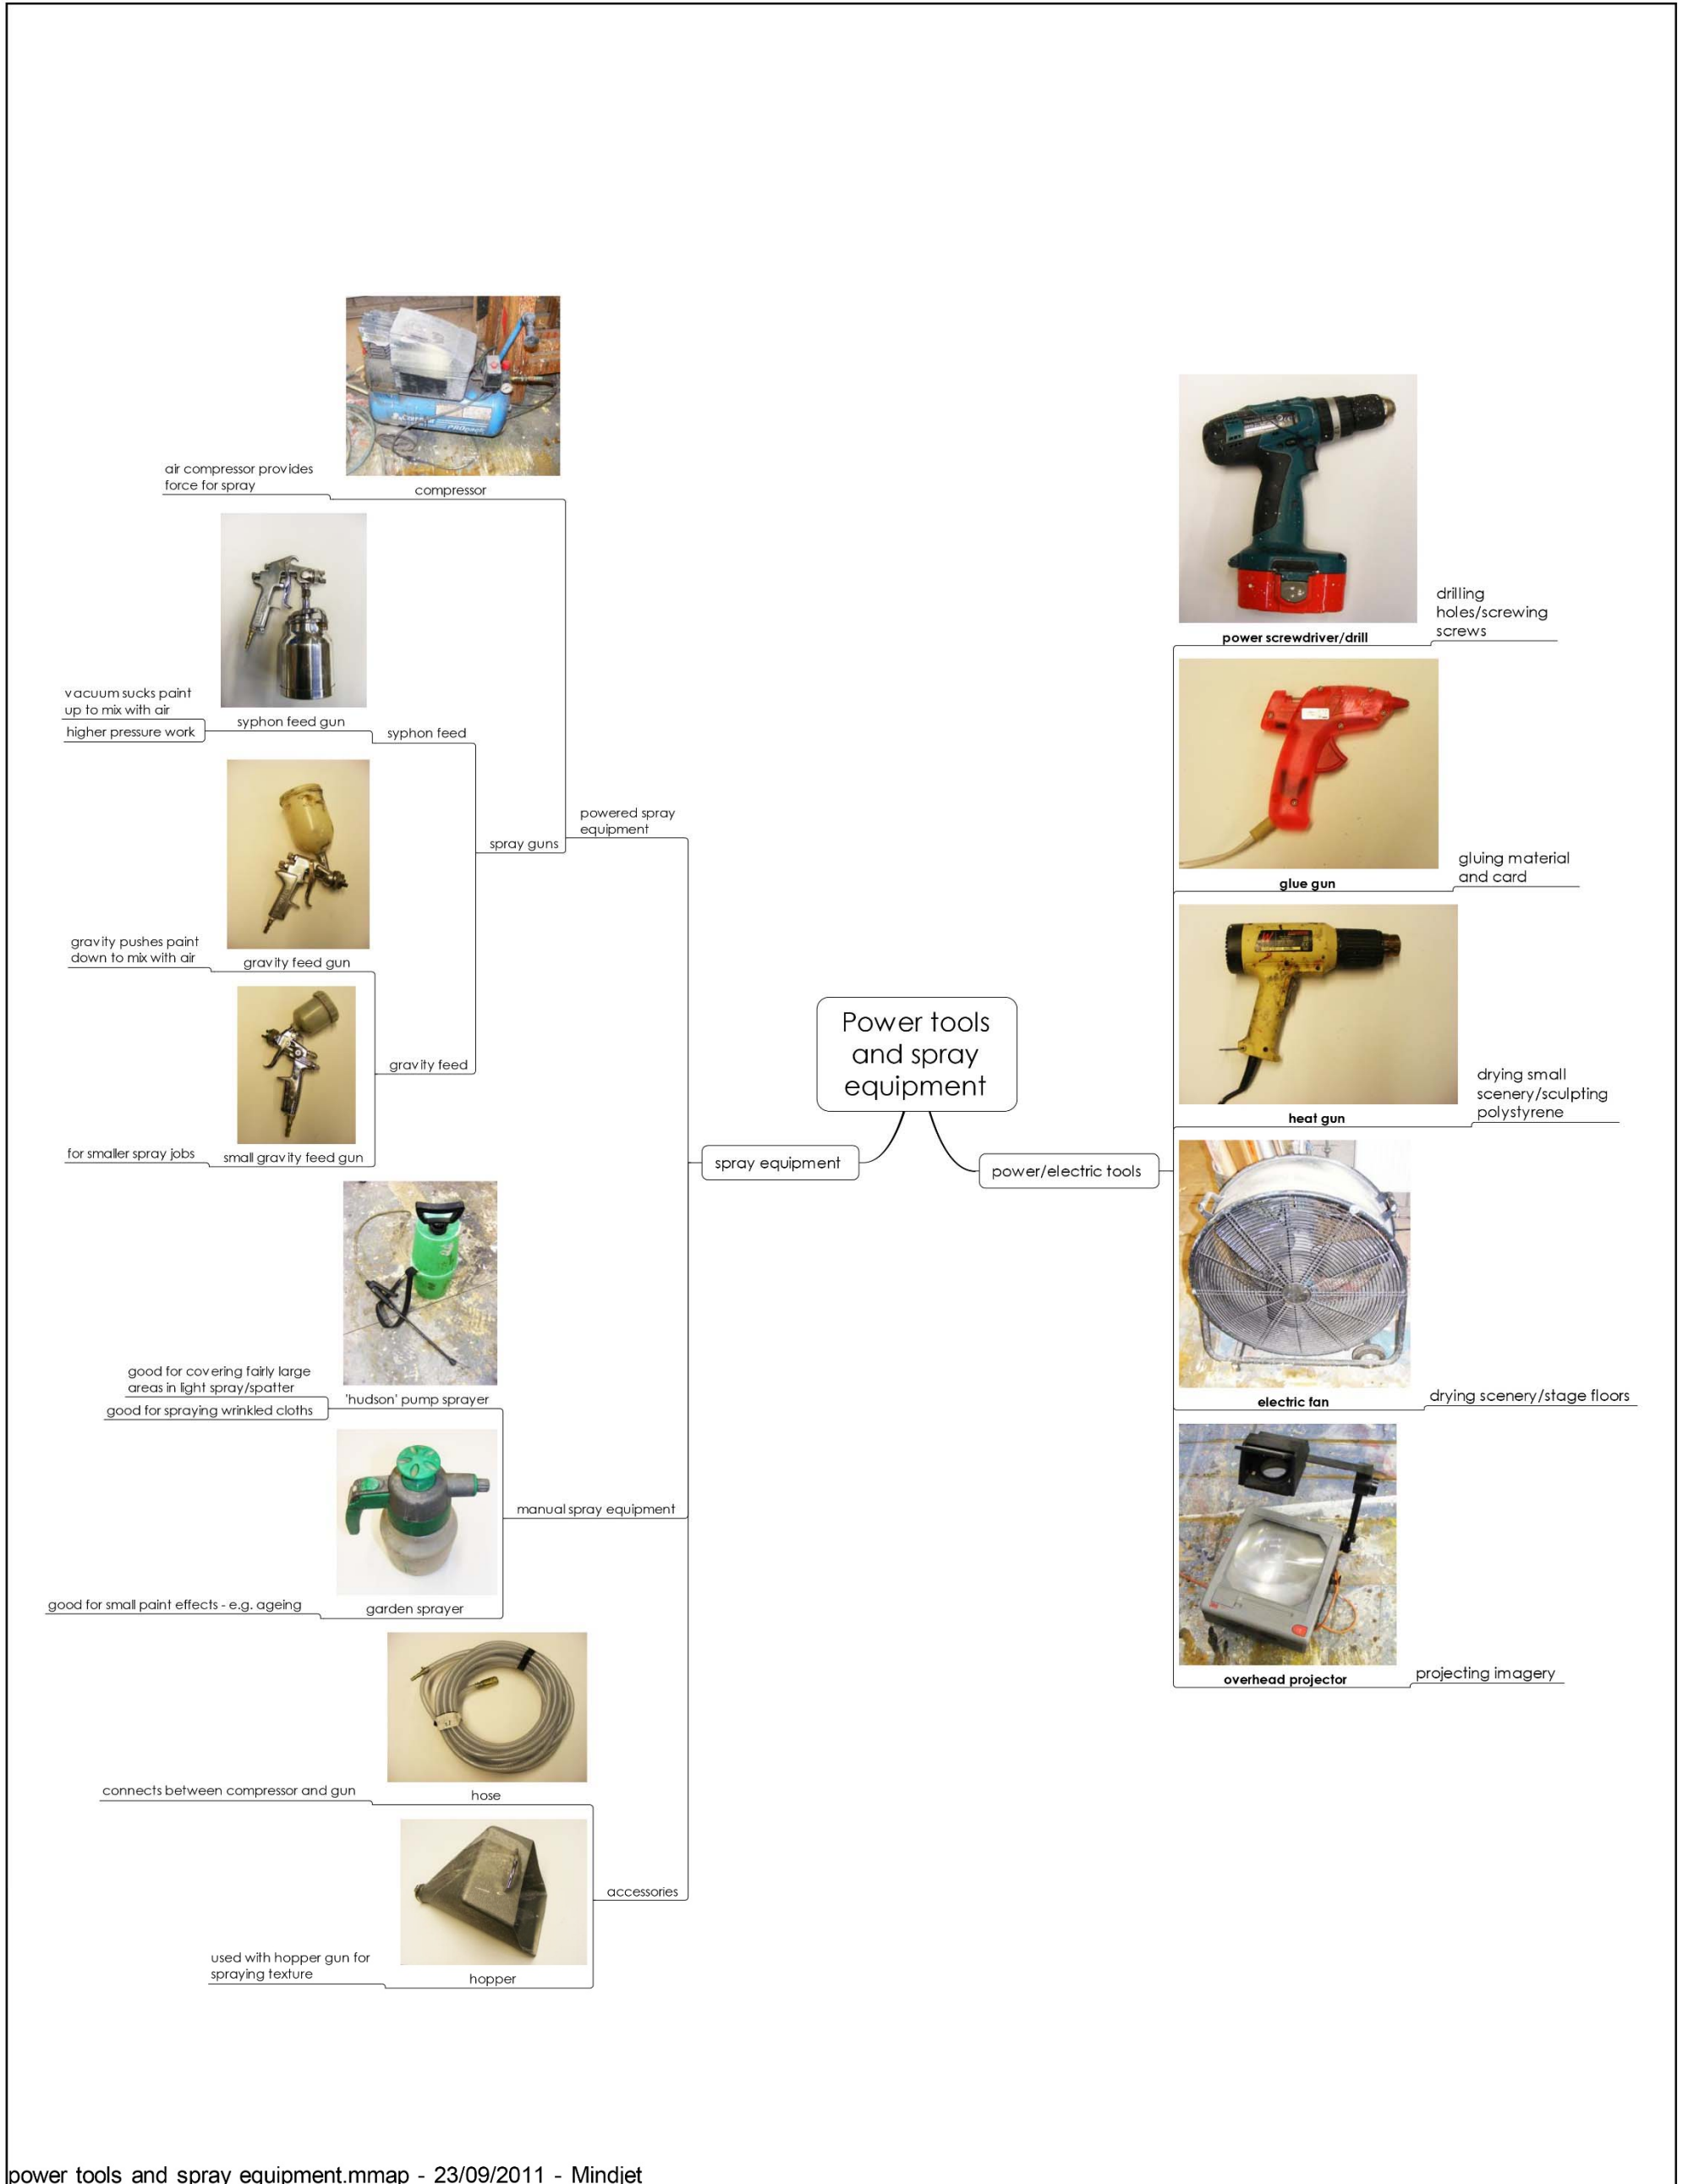 compressor
air compressor provides
force for spray
syphon feed gun
vacuum sucks paint
up to mix with air
higher pressure work
syphon feed
powered spray
equipment
spray guns
gravity feed gun
gravity pushes paint
down to mix with air
gravity feed
small gravity feed gun
for smaller spray jobs
Power tools
and spray
equipment
spray equipment
power/electric tools
'hudson' pump sprayer
good for covering fairly large
areas in light spray/spatter
good for spraying wrinkled cloths
manual spray equipment
garden sprayer
good for small paint effects - e.g. ageing
hose
connects between compressor and gun
accessories
hopper
used with hopper gun for
spraying texture
power screwdriver/drill
drilling
holes/screwing
screws
glue gun
gluing material
and card
heat gun
drying small
scenery/sculpting
polystyrene
electric fan
drying scenery/stage floors
overhead projector
projecting imagery
power tools and spray equipment.mmap - 23/09/2011 - Mindjet